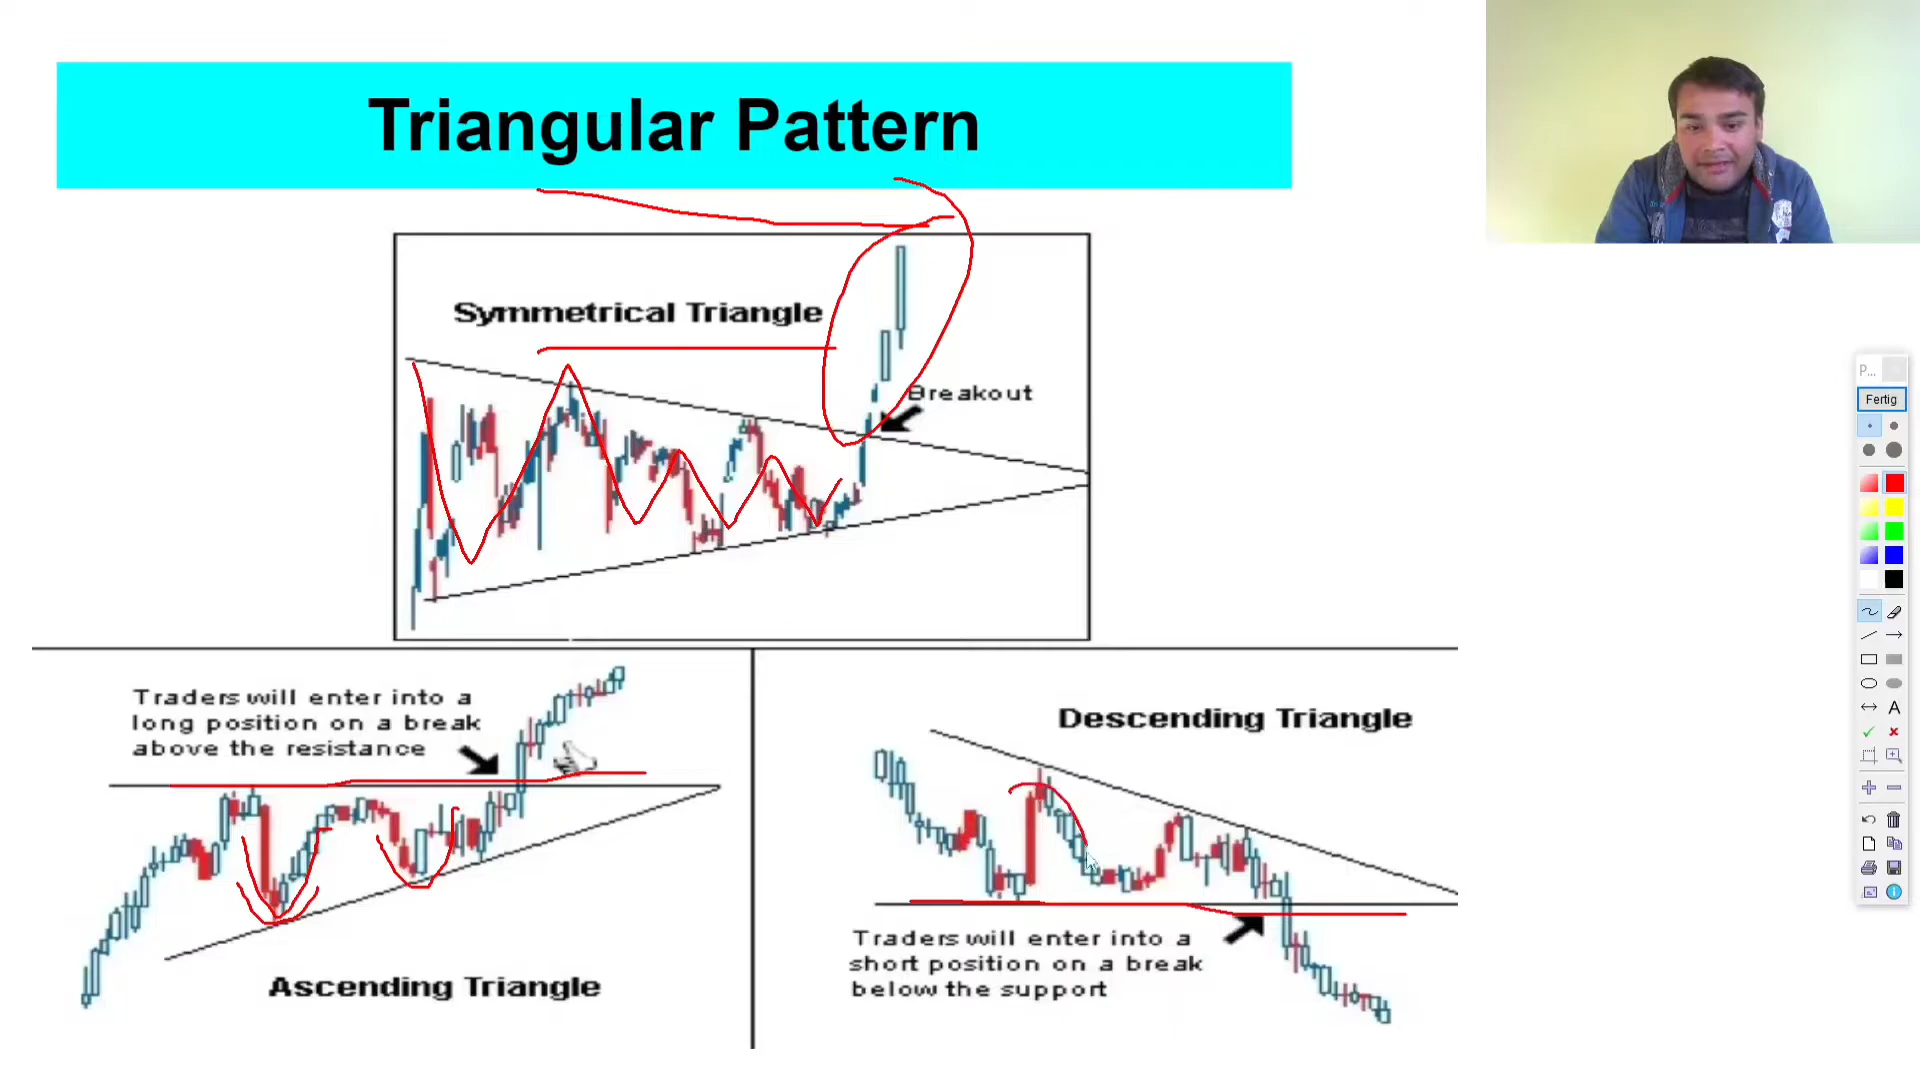 Triangular Pattern
Symmetrical Triangle
Breakout
Traders will enter into a
long position on a break
above the resistance
Ascending Triangle
Descending Triangle
Traders will enter into a
short position on a break
below the support
P...
Fertig
A